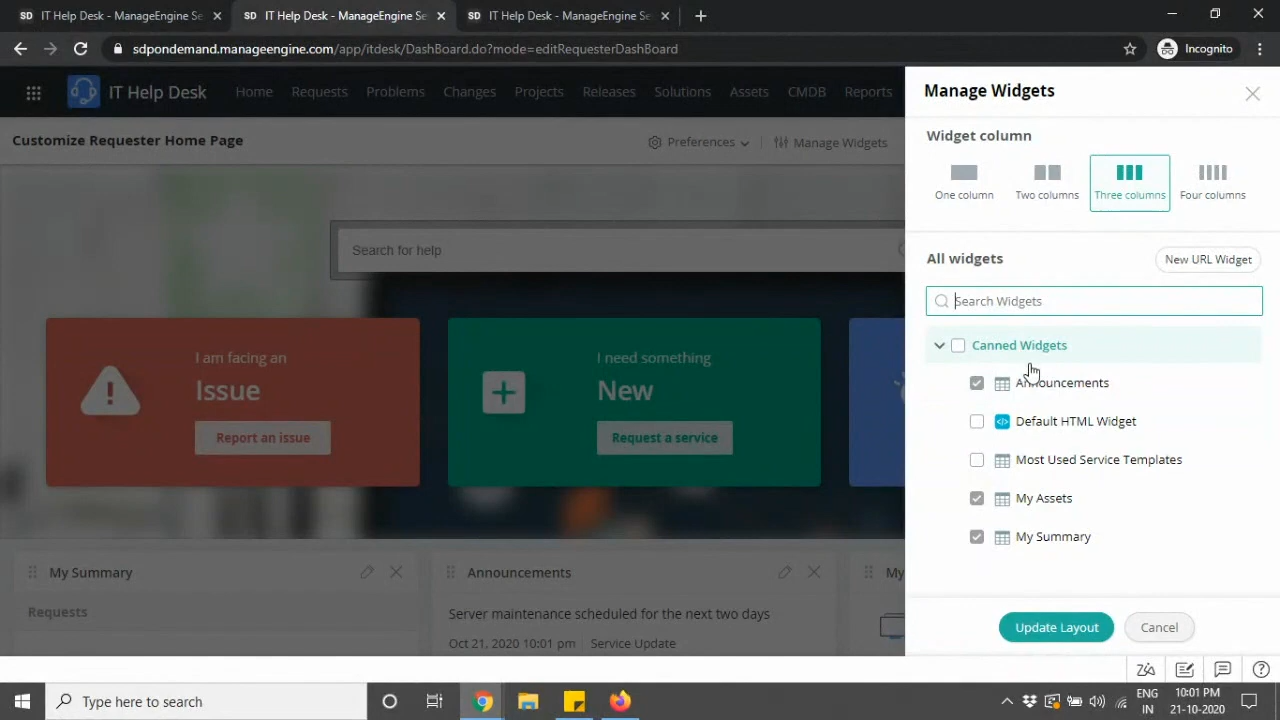 IT Help Desk - ManageEngine Se
IT Help Desk - ManageEngine Se
IT Help Desk - ManageEngine Se
sdpondemand.manageengine.com/app/itdesk/DashBoard.do?mode=editRequesterDashBoard
Incognito
IT Help Desk
Home Requests Problems Changes Projects Releases Solutions Assets CMDB Reports
Customize Requester Home Page
Preferences
Manage Widgets
Search for help
I am facing an
Issue
Report an issue
I need something
New
Request a service
My Summary
Requests
Announcements
Server maintenance scheduled for the next two days
Oct 21, 2020 10:01 pm Service Update
My
Manage Widgets
Widget column
One column Two columns Three columns Four columns
All widgets
New URL Widget
Search Widgets
Canned Widgets
Announcements
Default HTML Widget
Most Used Service Templates
My Assets
My Summary
Update Layout
Cancel
Type here to search
ENG
IN
10:01 PM
21-10-2020